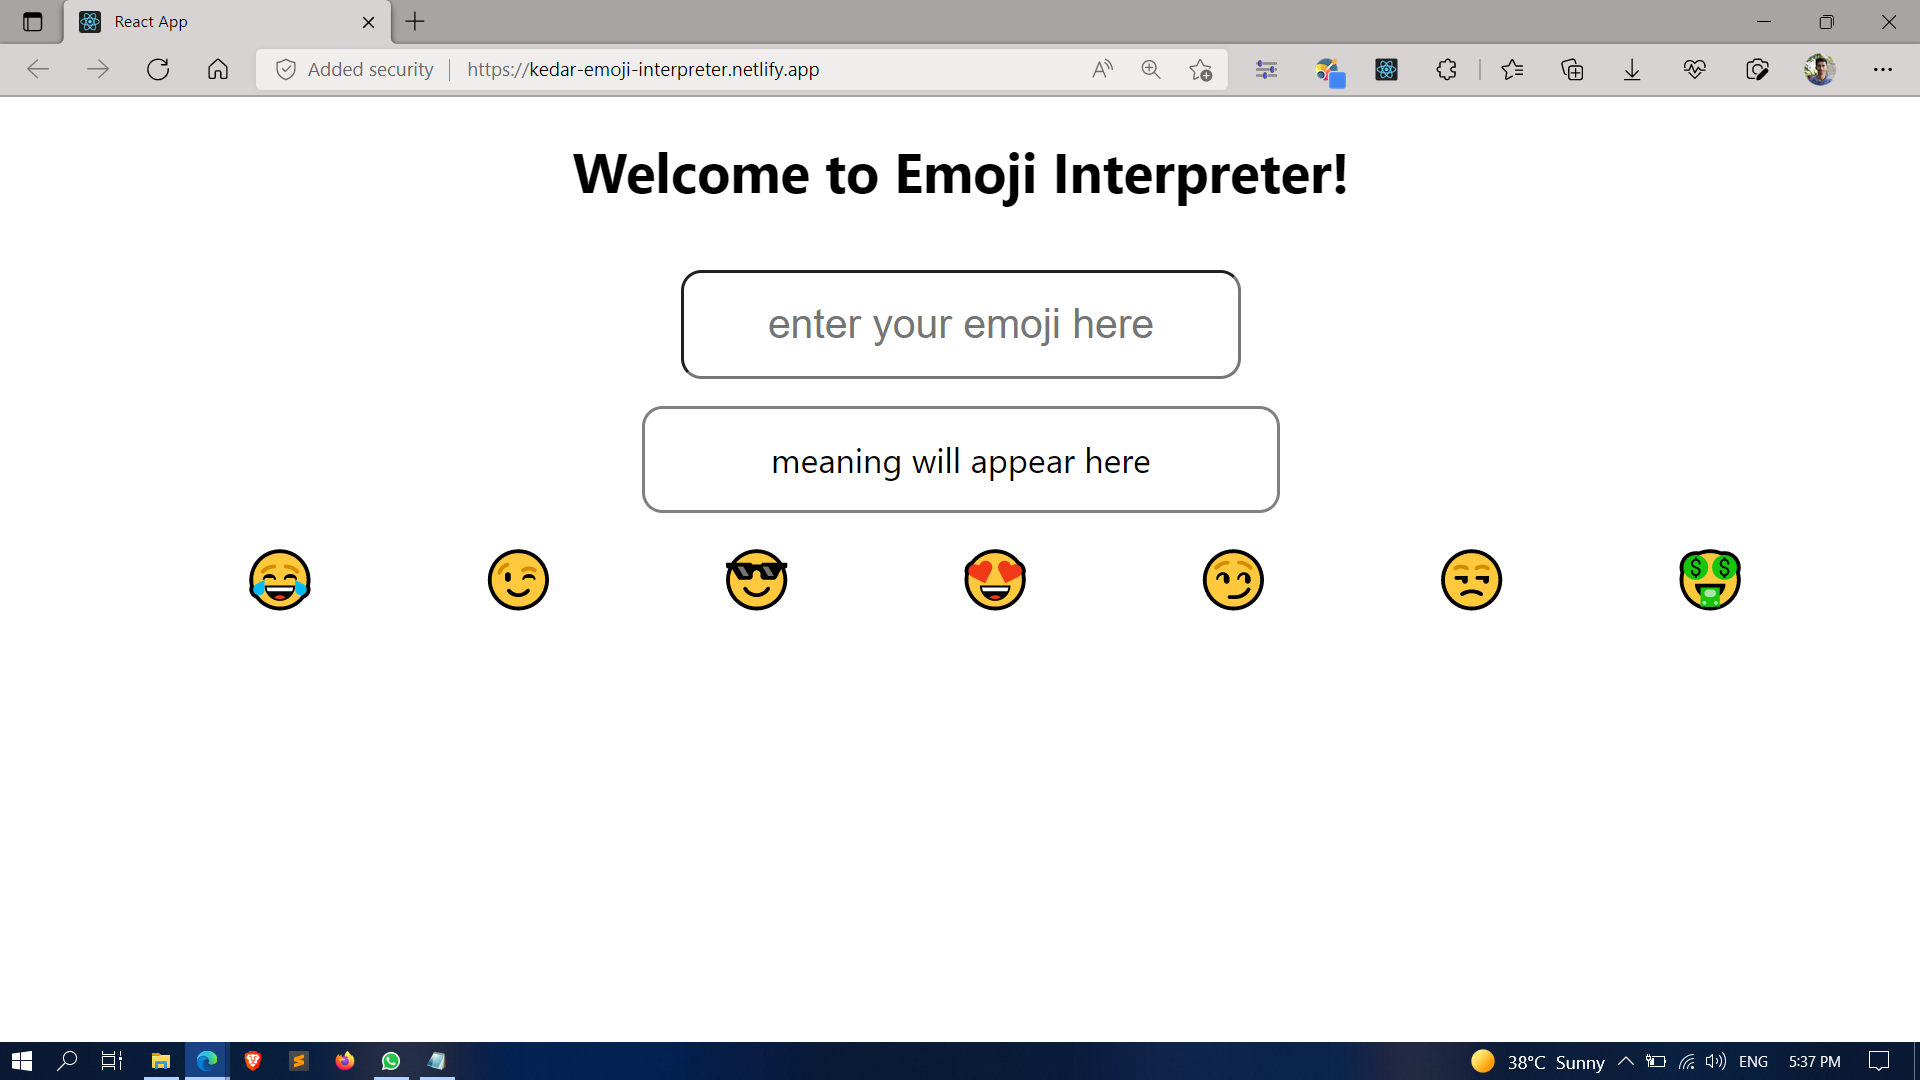 React App
Added security
https://kedar-emoji-interpreter.netlify.app
Welcome to Emoji Interpreter!
enter your emoji here
meaning will appear here
38°C Sunny
ENG
5:37 PM